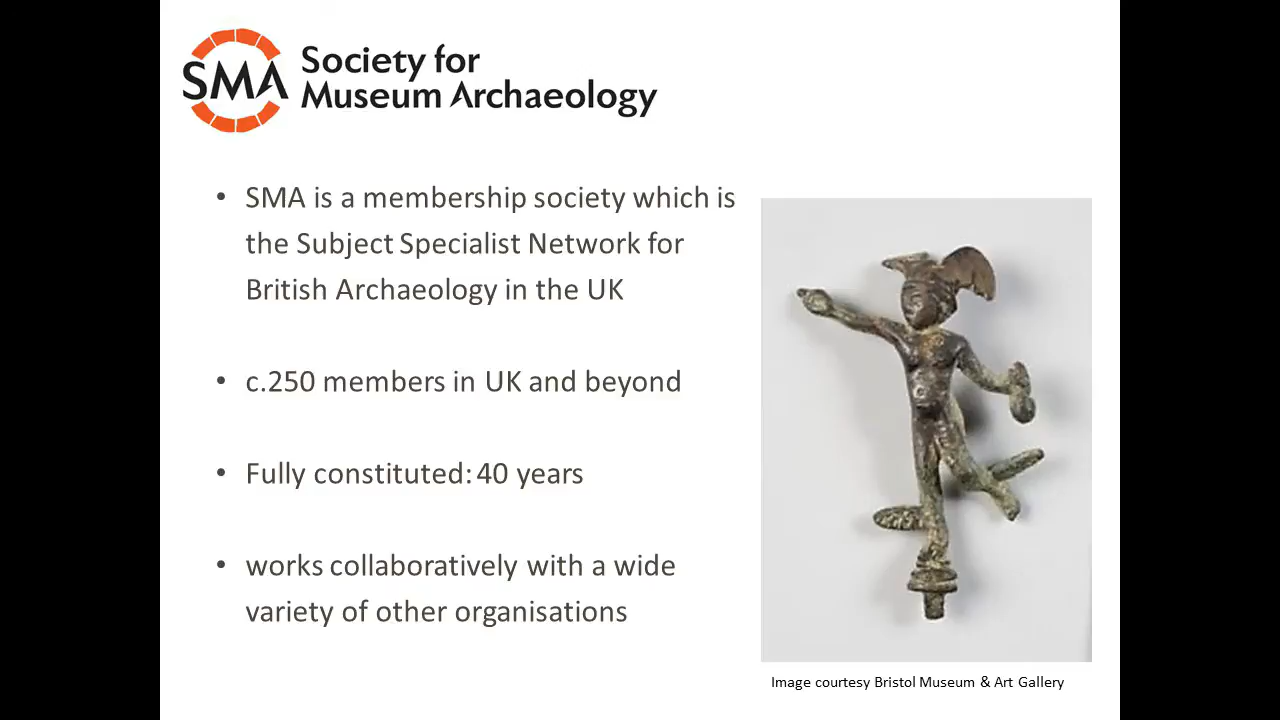 SMA
Society for
Museum Archaeology
• SMA is a membership society which is
the Subject Specialist Network for
British Archaeology in the UK
• c.250 members in UK and beyond
• Fully constituted: 40 years
• works collaboratively with a wide
variety of other organisations
Image courtesy Bristol Museum & Art Gallery